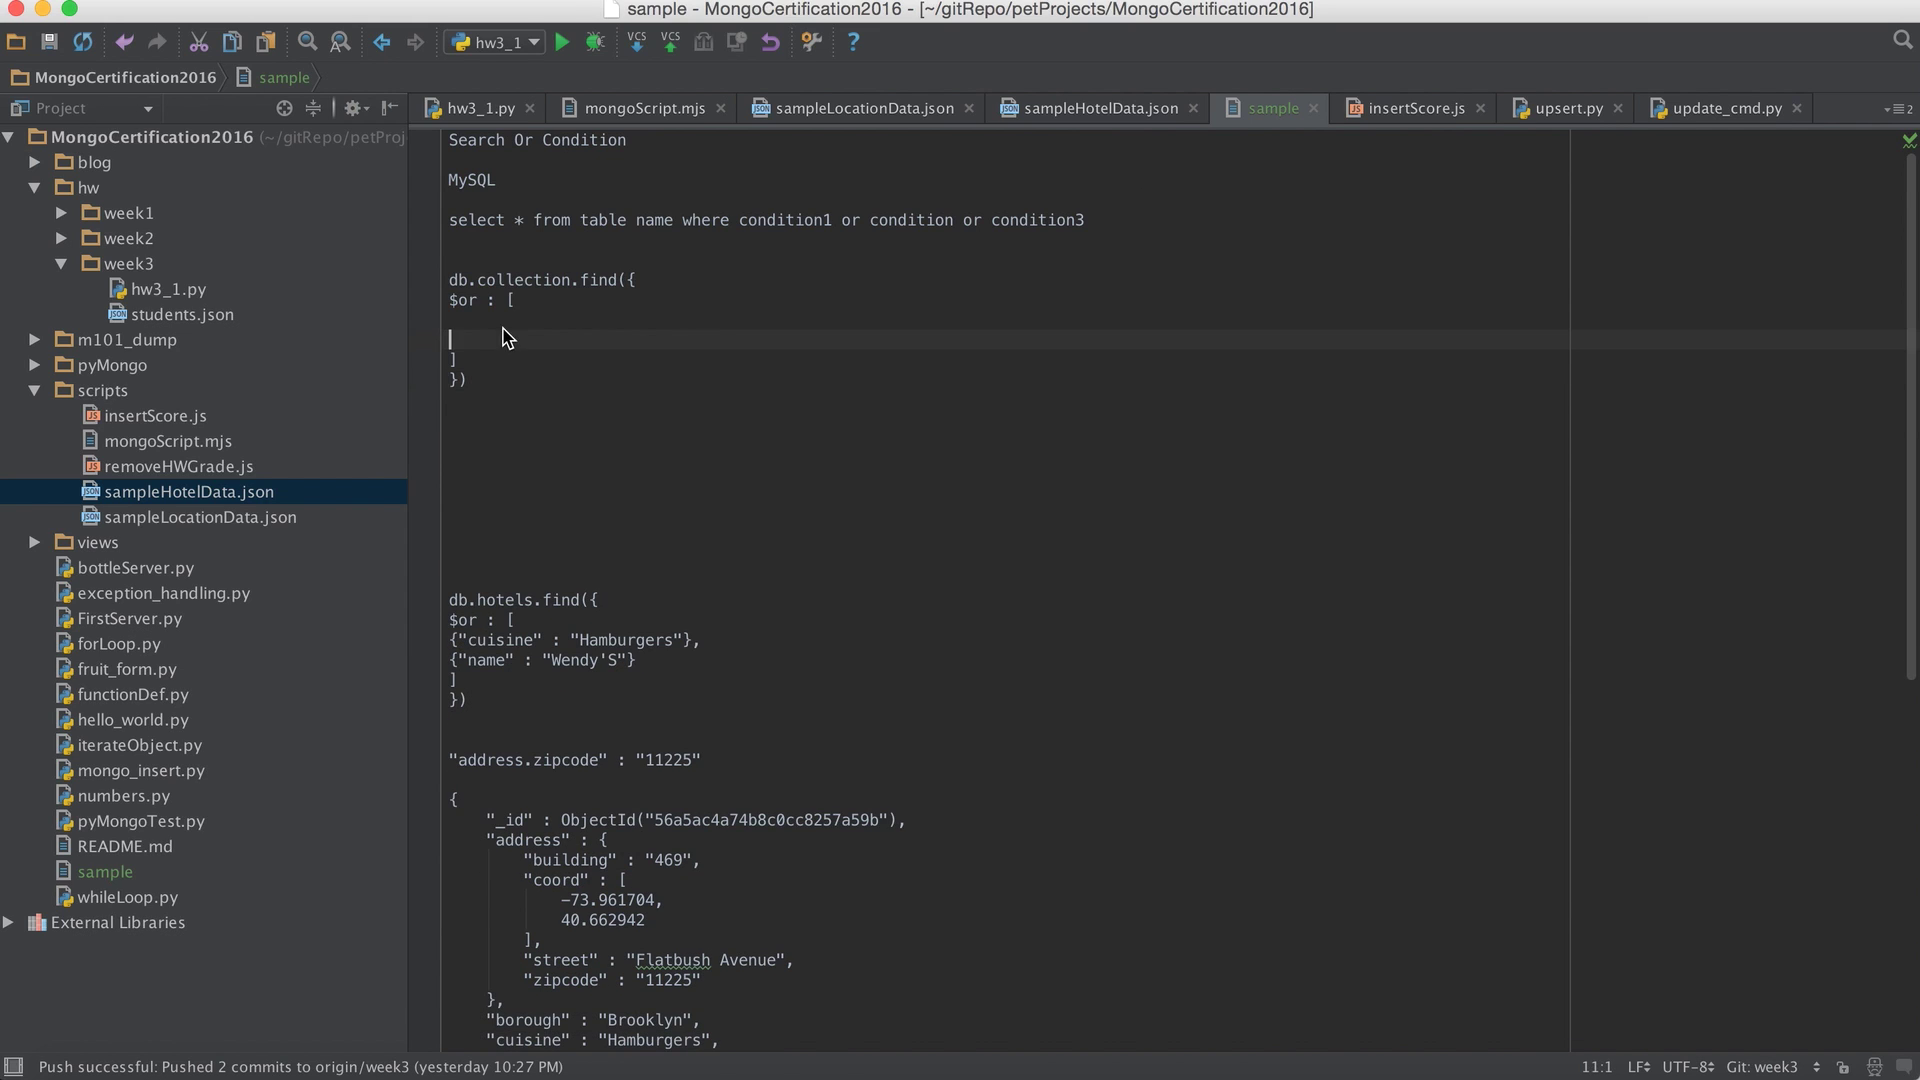 sample - MongoCertification2016 - [~/gitRepo/petProjects/MongoCertification2016]
hw3_1
VCS VCS
MongoCertification2016 sample
Project
hw3_1.py mongoScript.mjs sampleLocationData.json sampleHotelData.json sample insertScore.js upsert.py update_cmd.py 2
MongoCertification2016 (~/gitRepo/petProj
blog
hw
week1
week2
week3
hw3_1.py
students.json
m101_dump
pyMongo
scripts
insertScore.js
mongoScript.mjs
removeHWGrade.js
sampleHotelData.json
sampleLocationData.json
views
bottleServer.py
exception_handling.py
FirstServer.py
forLoop.py
fruit_form.py
functionDef.py
hello_world.py
iterateObject.py
mongo_insert.py
numbers.py
pyMongoTest.py
README.md
sample
whileLoop.py
External Libraries
Search Or Condition
MySQL
select * from table name where condition1 or condition or condition3
db.collection.find({
$or : [
]
})
db.hotels.find({
$or : [
{"cuisine" : "Hamburgers"},
{"name" : "Wendy'S"}
]
})
"address.zipcode" : "11225"
{
"_id" : ObjectId("56a5ac4a74b8c0cc8257a59b"),
"address" : {
"building" : "469",
"coord" : [
-73.961704,
40.662942
],
"street" : "Flatbush Avenue",
"zipcode" : "11225"
},
"borough" : "Brooklyn",
"cuisine" : "Hamburgers",
Push successful: Pushed 2 commits to origin/week3 (yesterday 10:27 PM)
11:1 LF UTF-8 Git: week3